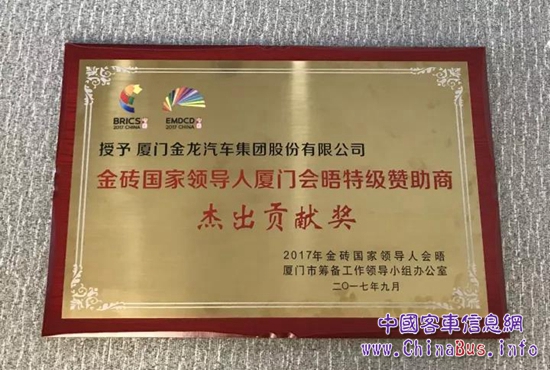 BRICS
2017 CHINA
EMDCD
2017 CHINA
授予 厦门金龙汽车集团股份有限公司
金砖国家领导人厦门会晤特级赞助商
杰出贡献奖
2017年金砖国家领导人会晤
厦门市筹备工作领导小组办公室
二〇一七年九月
中國客車信息網
www.ChinaBus.info